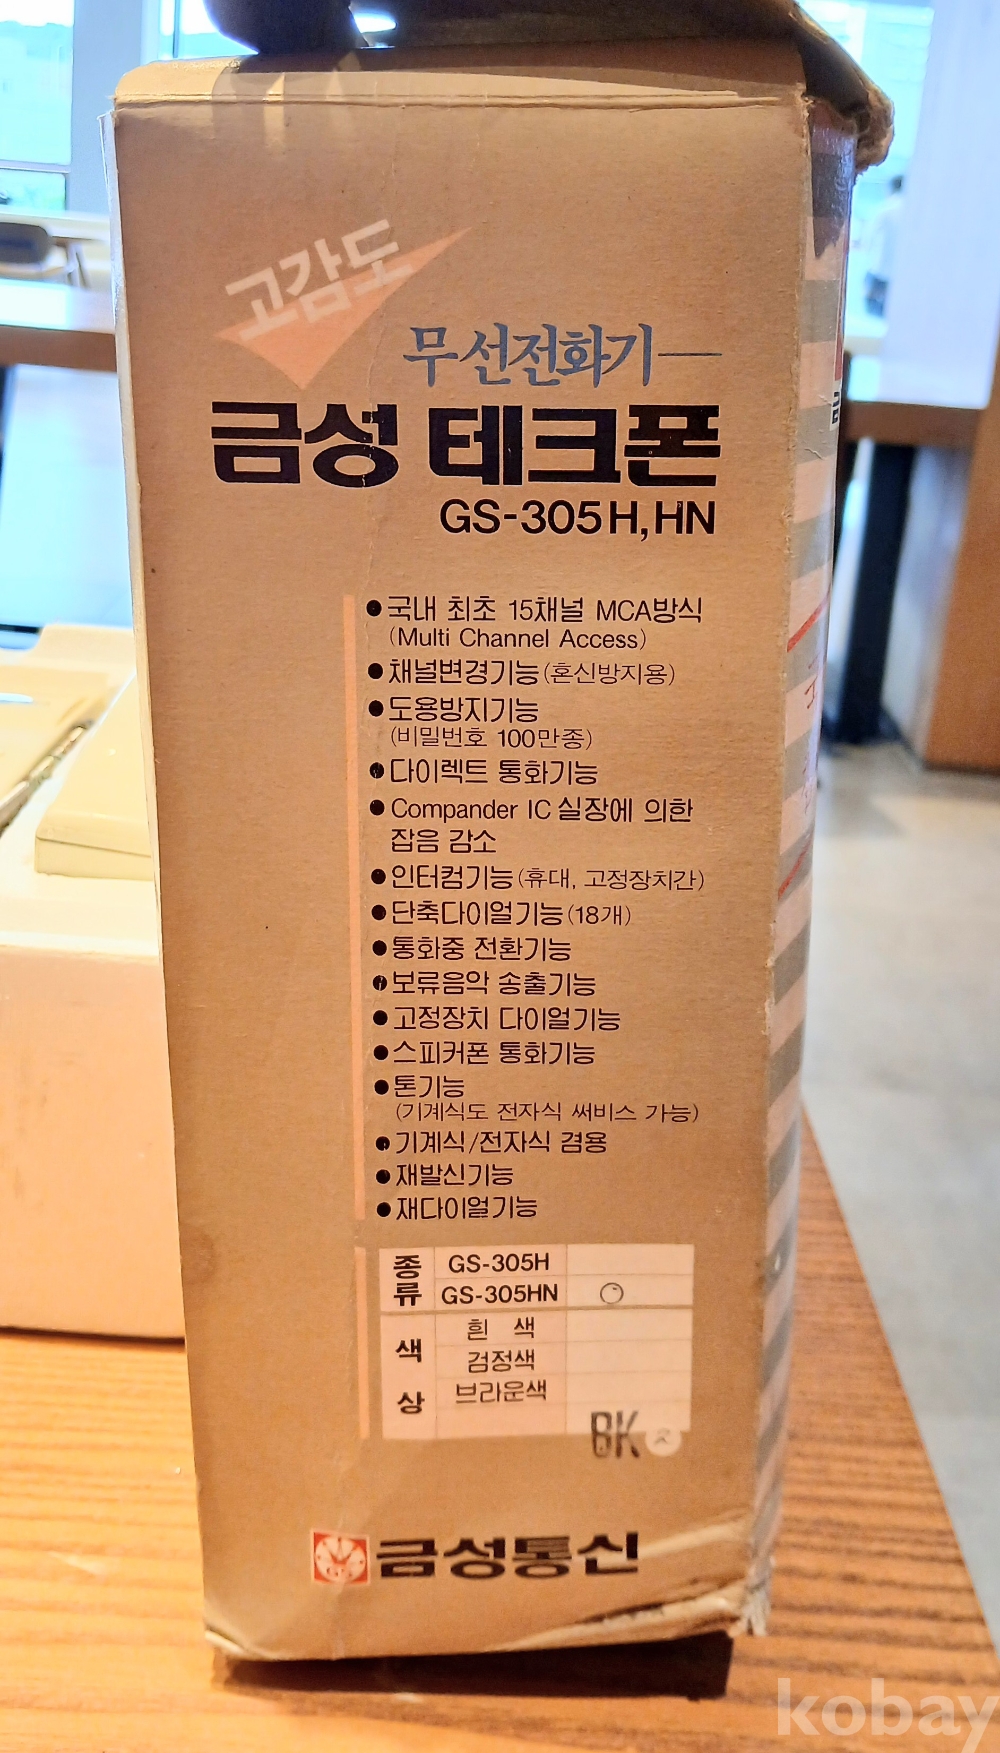 고감도
무선전화기
금성 테크폰
GS-305H, HN
●국내 최초 15채널 MCA방식
(Multi Channel Access)
●채널변경기능(혼신방지용)
●도용방지기능
(비밀번호 100만종)
●다이렉트 통화기능
●Compander IC 실장에 의한
잡음 감소
●인터컴기능(휴대, 고정장치간)
●단축다이얼기능(18개)
●통화중 전환기능
●보류음악 송출기능
●고정장치 다이얼기능
●스피커폰 통화기능
●톤기능
(기계식도 전자식 써비스 가능)
●기계식/전자식 겸용
●재발신기능
●재다이얼기능
종류
GS-305H
GS-305HN ○
색상
흰 색
검정색
브라운색
BK 2
금성통신
kobay